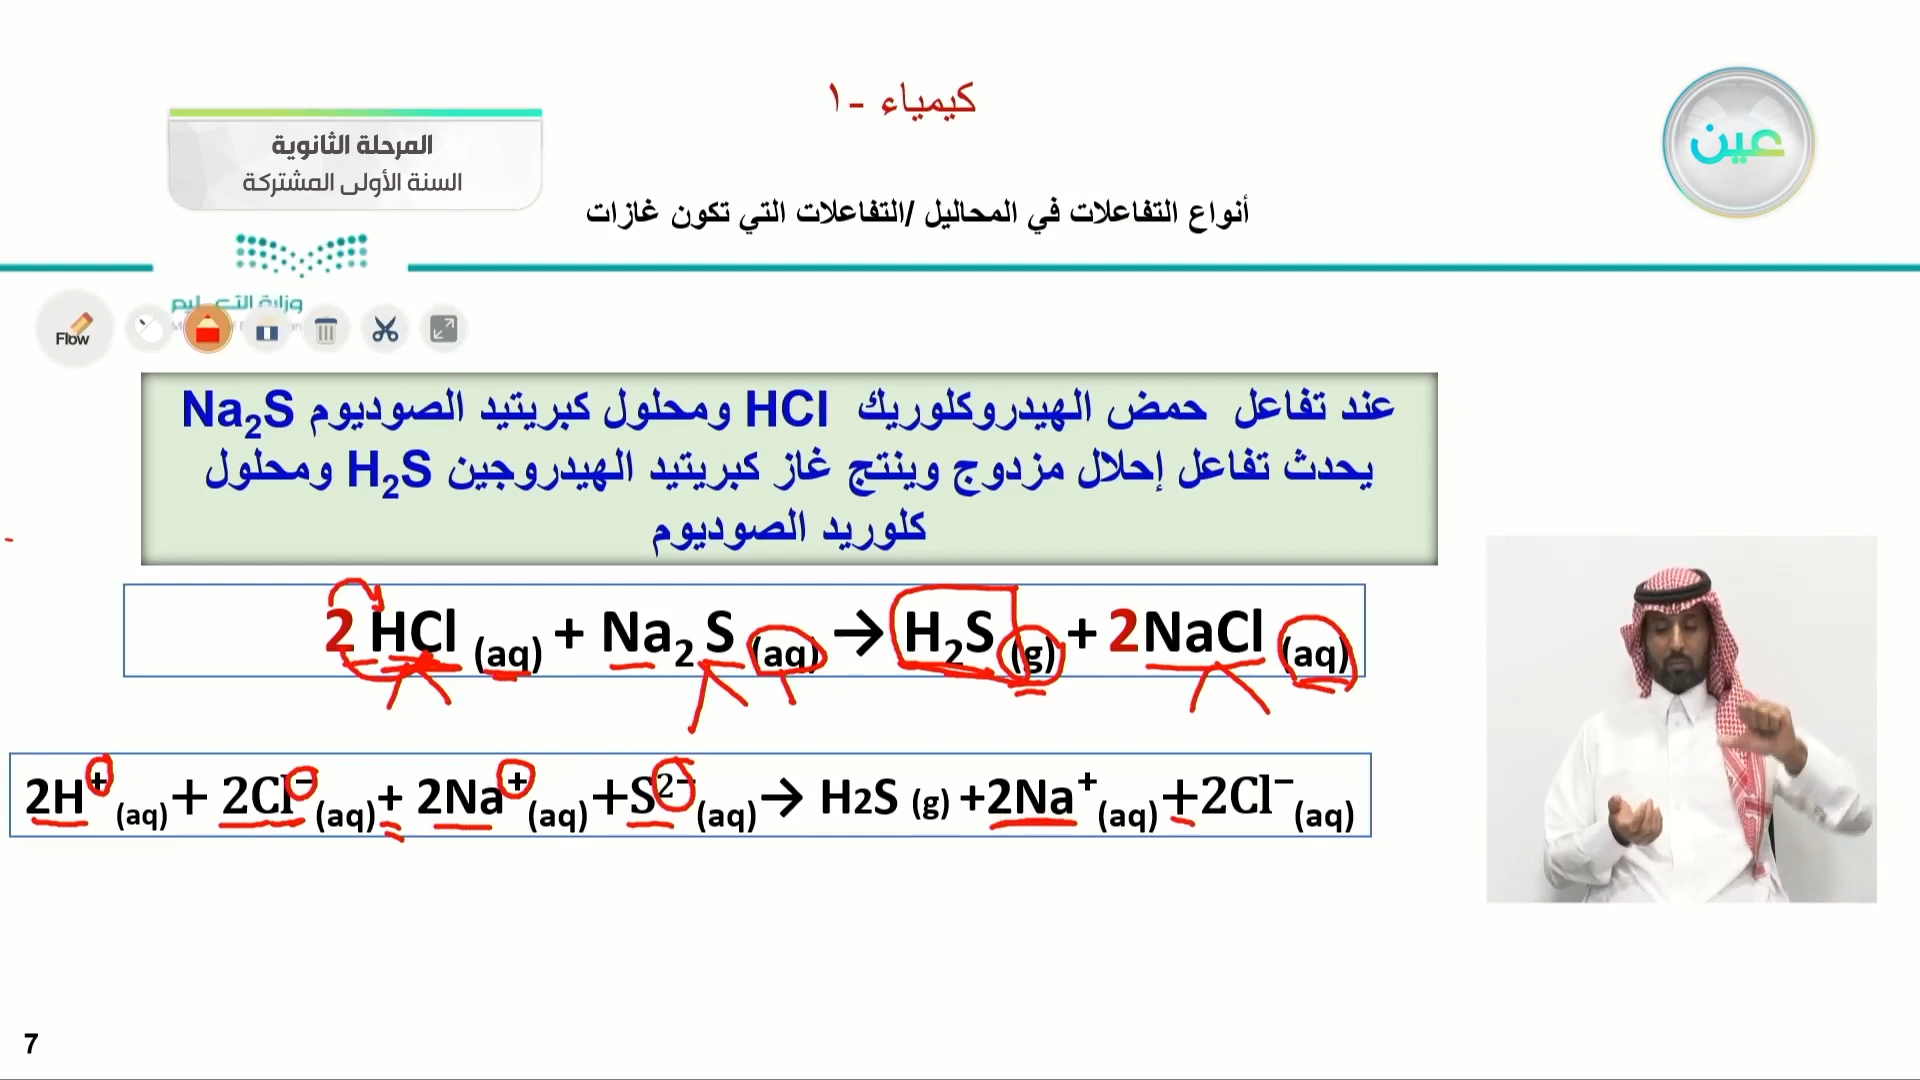 كيمياء -١
عين
المرحلة الثانوية
السنة الأولى المشتركة
أنواع التفاعلات في المحاليل /التفاعلات التي تكون غازات
وزارة التعـــليم
Flow
عند تفاعل حمض الهيدروكلوريك HCl ومحلول كبريتيد الصوديوم Na₂S
يحدث تفاعل إحلال مزدوج وينتج غاز كبريتيد الهيدروجين H₂S ومحلول
كلوريد الصوديوم
2 HCl (aq) + Na₂ S (aq) → H₂S (g) + 2NaCl (aq)
2H⁺(aq) + 2Cl⁻(aq) + 2Na⁺(aq) +S²⁻(aq) → H2S (g) +2Na⁺(aq) +2Cl⁻(aq)
7